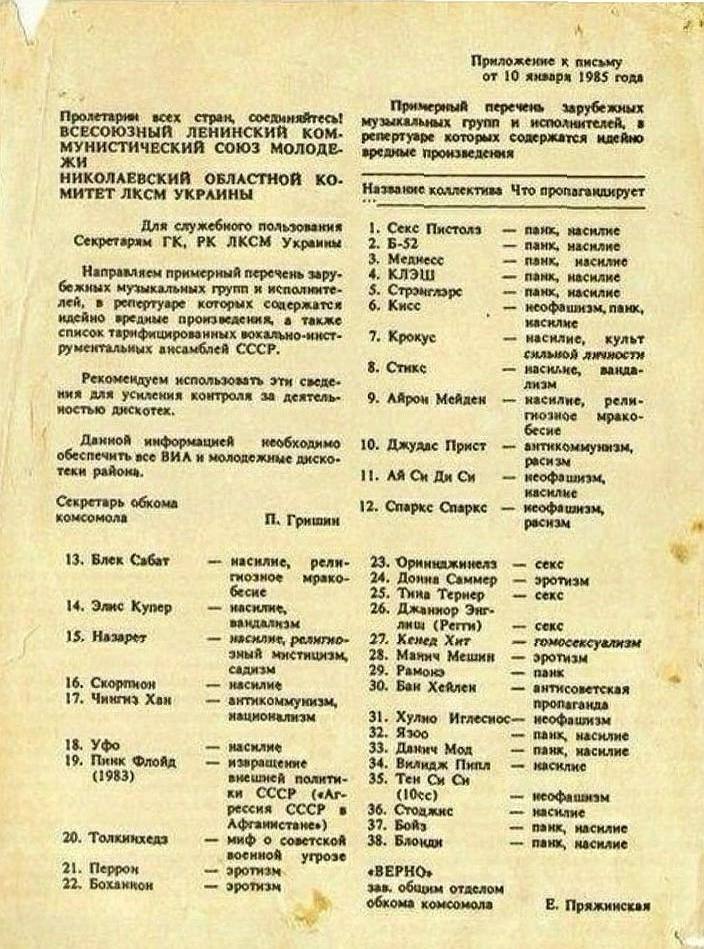 Приложение к письму
от 10 января 1985 года
Пролетарии всех стран, соединяйтесь!
ВСЕСОЮЗНЫЙ ЛЕНИНСКИЙ КОМ-
МУНИСТИЧЕСКИЙ СОЮЗ МОЛОДЕ-
ЖИ
НИКОЛАЕВСКИЙ ОБЛАСТНОЙ КО-
МИТЕТ ЛКСМ УКРАИНЫ
Для служебного пользования
Секретарям ГК, РК ЛКСМ Украины
Направляем примерный перечень зару-
бежных музыкальных групп и исполните-
лей, в репертуаре которых содержатся
идейно вредные произведения, а также
список тарифицированных вокально-инст-
рументальных ансамблей СССР.
Рекомендуем использовать эти сведе-
ния для усиления контроля за деятель-
ностью дискотек.
Данной информацией необходимо
обеспечить все ВИА и молодежные диско-
теки района.
Секретарь обкома
комсомола П. Гришин
Примерный перечень зарубежных
музыкальных групп и исполнителей, в
репертуаре которых содержатся идейно
вредные произведения
Название коллектива Что пропагандирует
...
1. Секс Пистолз — панк, насилие
2. Б-52 — панк, насилие
3. Меднесс — панк, насилие
4. КЛЭШ — панк, насилие
5. Стрэнглэрс — панк, насилие
6. Кисс — неофашизм, панк,
насилие
7. Крокус — насилие, культ
сильной личности
8. Стикс — насилие, ванда-
лизм
9. Айрон Мейден — насилие, рели-
гиозное мрако-
бесие
10. Джудас Прист — антикоммунизм,
расизм
11. Ай Си Ди Си — неофашизм,
насилие
12. Спаркс Спаркс — неофашизм,
расизм
13. Блек Сабат — насилие, рели-
гиозное мрако-
бесие
14. Элис Купер — насилие,
вандализм
15. Назарет — насилие, религио-
зный мистицизм,
садизм
16. Скорпион — насилие
17. Чингиз Хан — антикоммунизм,
национализм
18. Уфо — насилие
19. Пинк Флойд — извращение
(1983) внешней полити-
ки СССР («Аг-
рессия СССР в
Афганистане»)
20. Толкинхедз — миф о советской
военной угрозе
21. Перрон — эротизм
22. Боханнон — эротизм
23. Ориннджинелз — секс
24. Донна Саммер — эротизм
25. Тина Тернер — секс
26. Джаниор Энг-
лиш (Регги) — секс
27. Кенед Хит — гомосексуализм
28. Манич Мешин — эротизм
29. Рамонз — панк
30. Ван Хейлен — антисоветская
пропаганда
31. Хулио Иглесиос — неофашизм
32. Язоо — панк, насилие
33. Данич Мод — панк, насилие
34. Вилидж Пипл — насилие
35. Тен Си Си
(10cc) — неофашизм
36. Стоджис — насилие
37. Бойз — панк, насилие
38. Блонди — панк, насилие
«ВЕРНО»
зав. общим отделом
обкома комсомола Е. Пряжинская